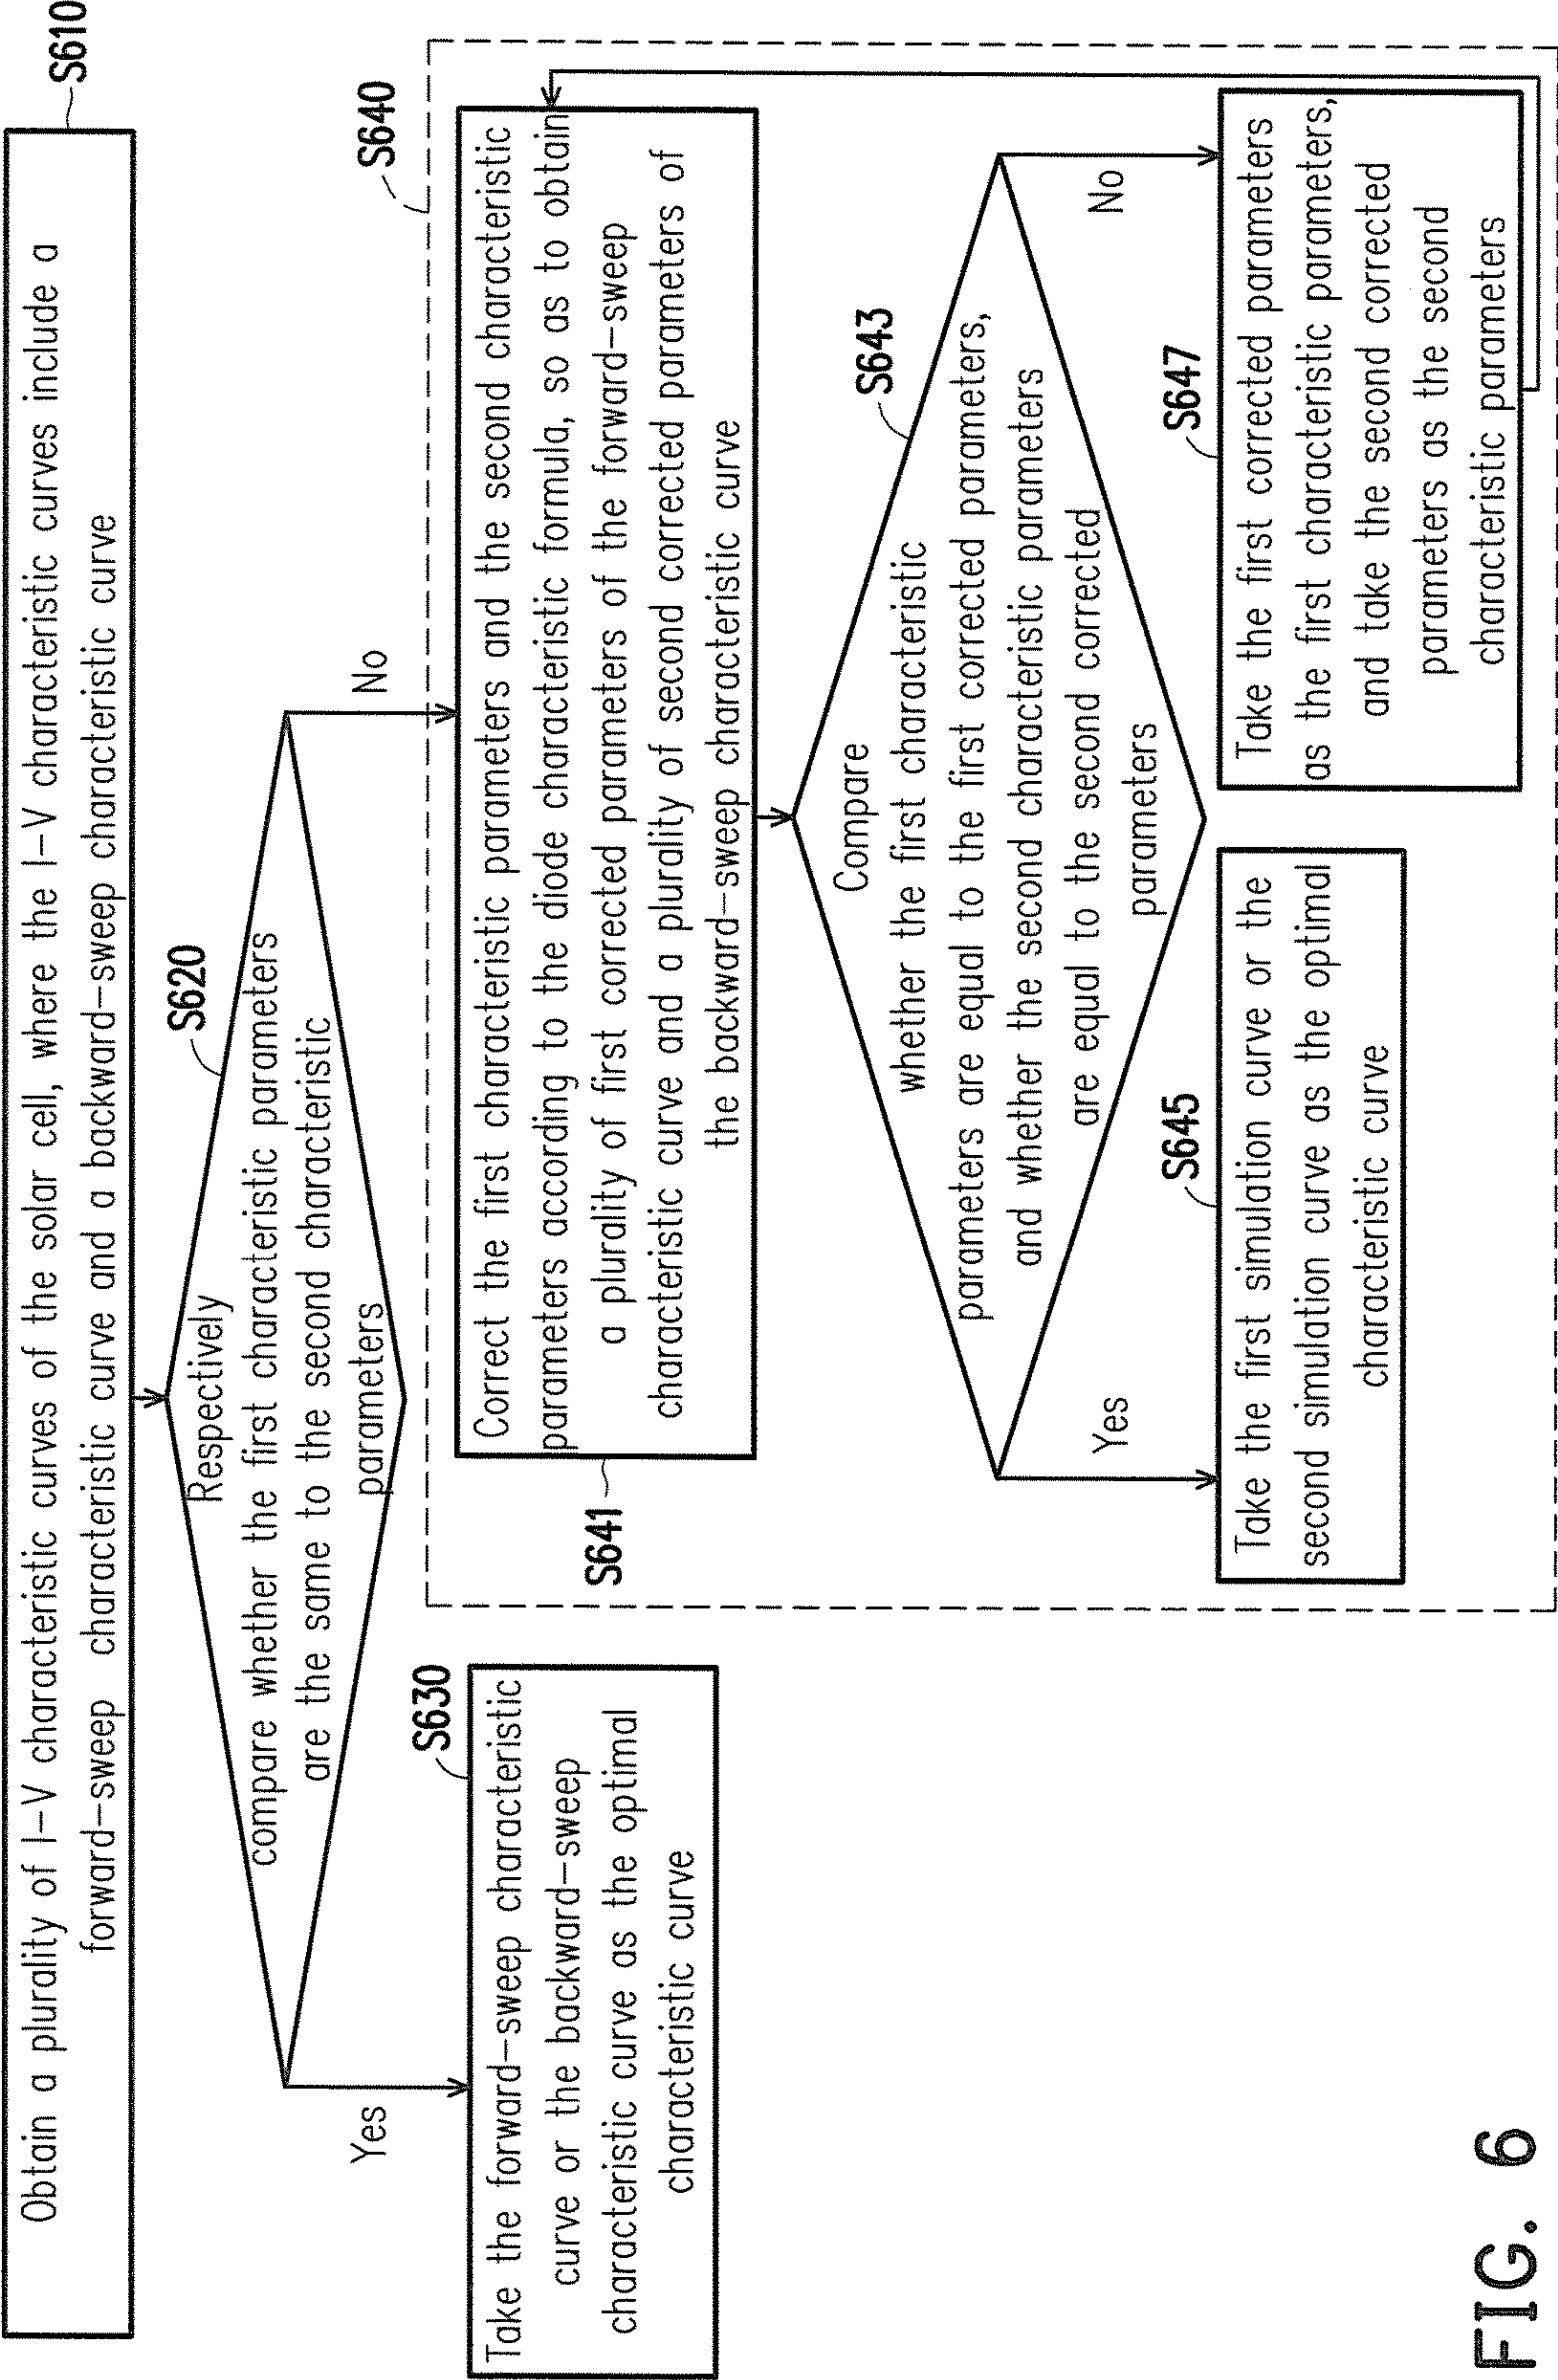 Obtain a plurality of I-V characteristic curves of the solar cell, where the I-V characteristic curves include a
forward-sweep characteristic curve and a backward-sweep characteristic curve
S610
S620
Respectively
compare whether the first characteristic parameters
are the same to the second characteristic
parameters
Yes
No
S630
Take the forward-sweep characteristic
curve or the backward-sweep
characteristic curve as the optimal
characteristic curve
S640
S641
Correct the first characteristic parameters and the second characteristic
parameters according to the diode characteristic formula, so as to obtain
a plurality of first corrected parameters of the forward-sweep
characteristic curve and a plurality of second corrected parameters of
the backward-sweep characteristic curve
S643
Compare
whether the first characteristic
parameters are equal to the first corrected parameters,
and whether the second characteristic parameters
are equal to the second corrected
parameters
Yes
No
S645
Take the first simulation curve or the
second simulation curve as the optimal
characteristic curve
S647
Take the first corrected parameters
as the first characteristic parameters,
and take the second corrected
parameters as the second
characteristic parameters
FIG. 6